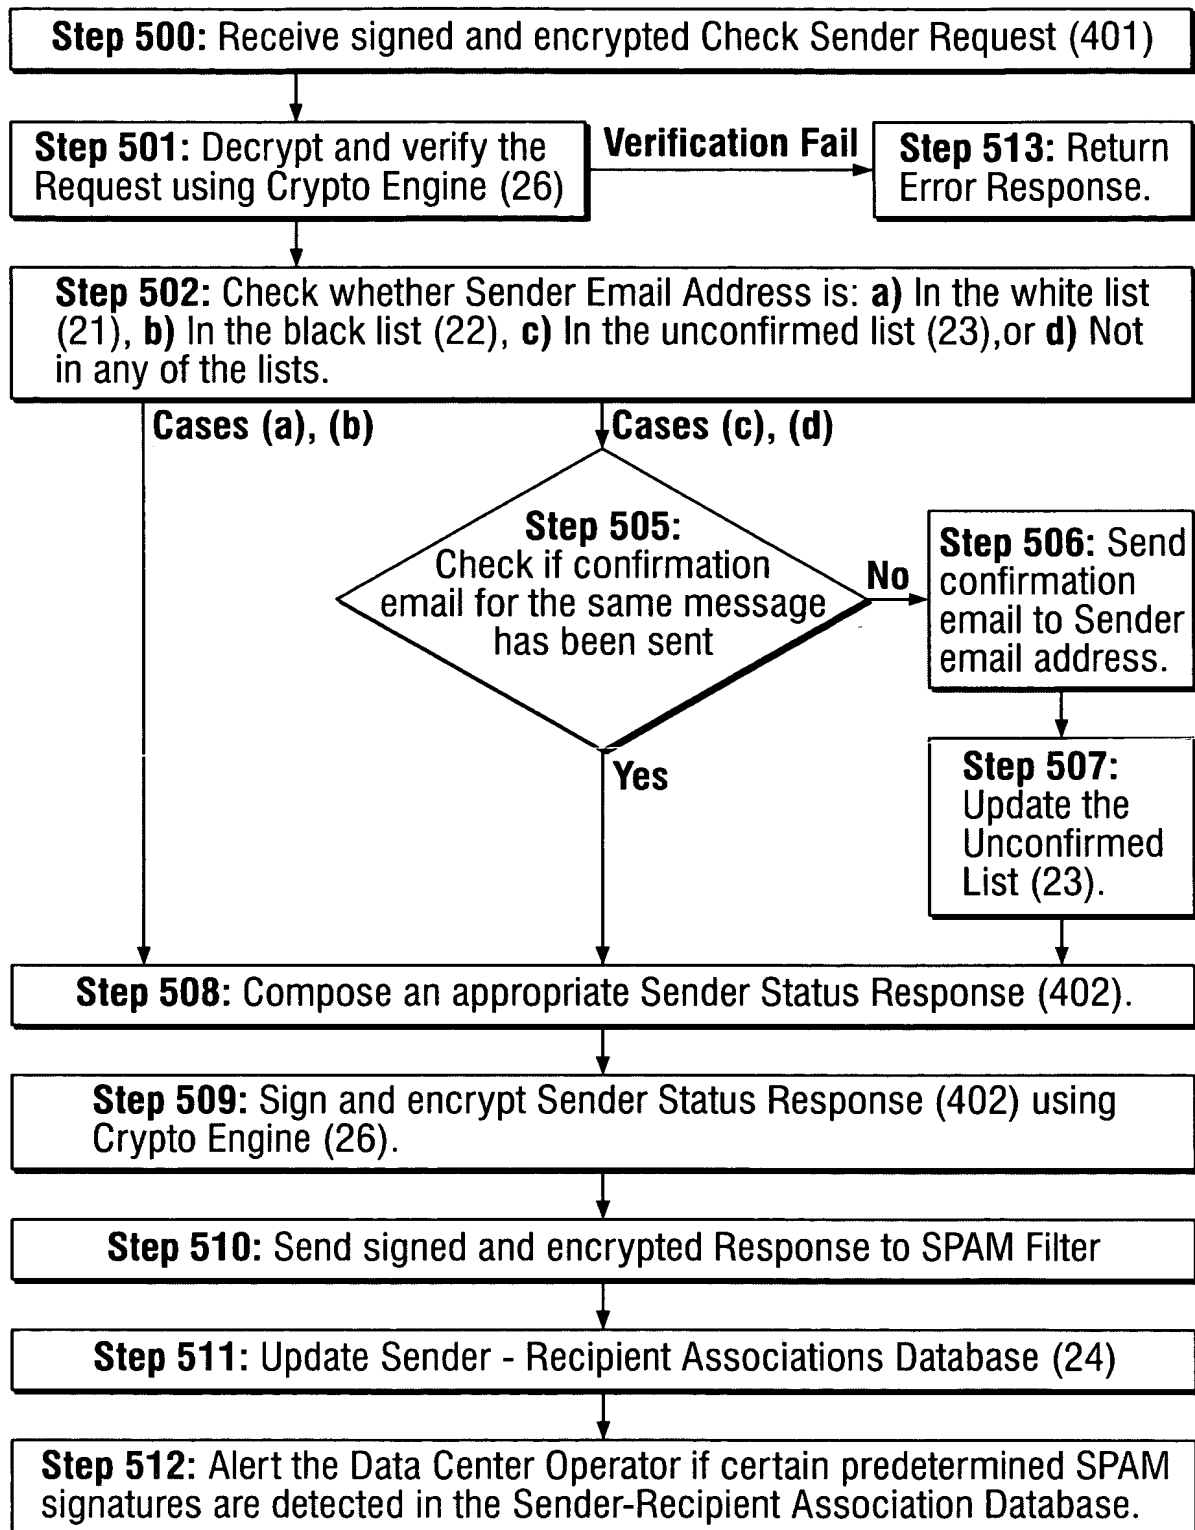 Step 500: Receive signed and encrypted Check Sender Request (401)
Step 501: Decrypt and verify the
Request using Crypto Engine (26)
Verification Fail
Step 513: Return
Error Response.
Step 502: Check whether Sender Email Address is: a) In the white list
(21), b) In the black list (22), c) In the unconfirmed list (23),or d) Not
in any of the lists.
Cases (a), (b)
Cases (c), (d)
Step 505:
Check if confirmation
email for the same message
has been sent
No
Step 506: Send
confirmation
email to Sender
email address.
Yes
Step 507:
Update the
Unconfirmed
List (23).
Step 508: Compose an appropriate Sender Status Response (402).
Step 509: Sign and encrypt Sender Status Response (402) using
Crypto Engine (26).
Step 510: Send signed and encrypted Response to SPAM Filter
Step 511: Update Sender - Recipient Associations Database (24)
Step 512: Alert the Data Center Operator if certain predetermined SPAM
signatures are detected in the Sender-Recipient Association Database.